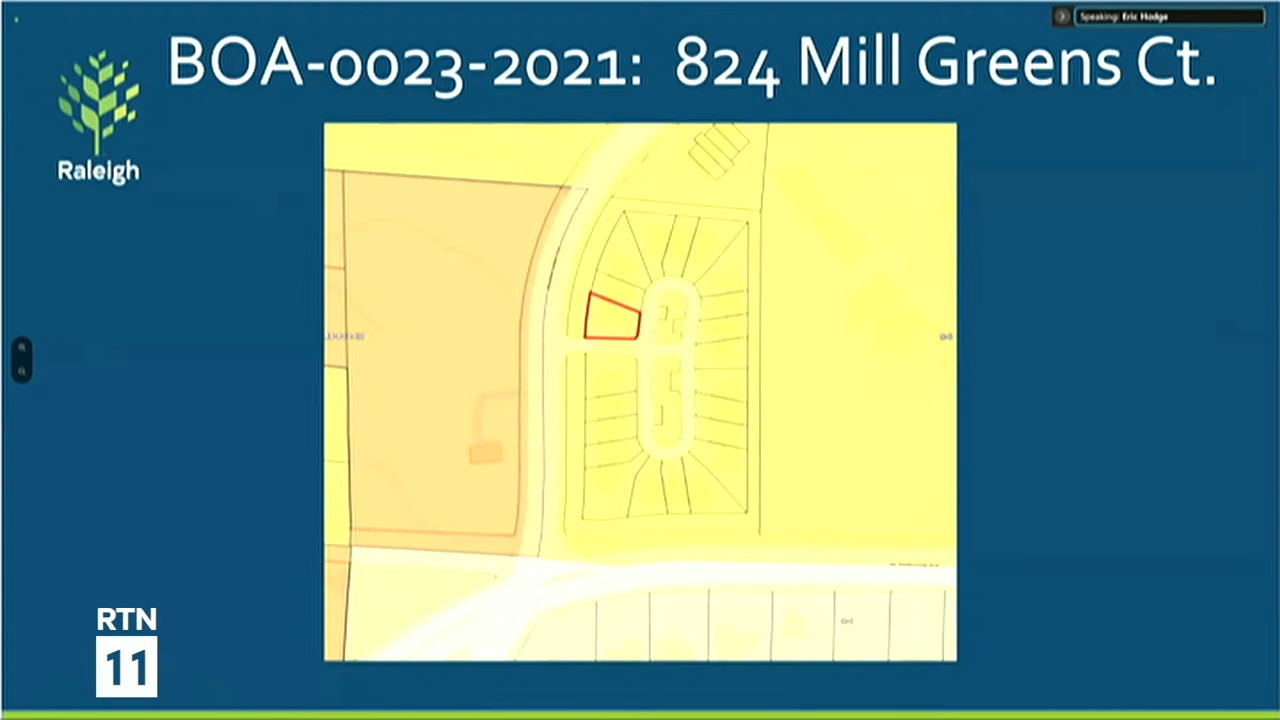 Speaking: Eric Hodge
BOA-0023-2021: 824 Mill Greens Ct.
Raleigh
RTN
11